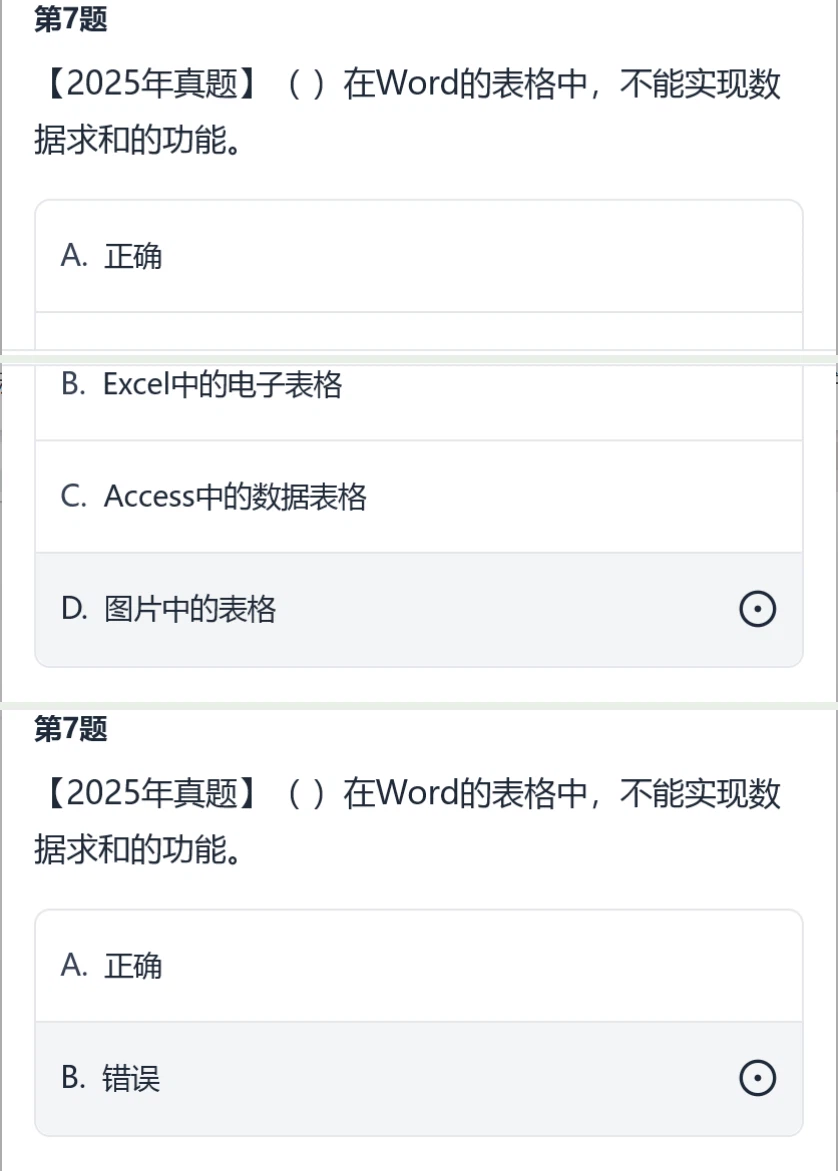 第7题
【2025年真题】（ ）在Word的表格中，不能实现数
据求和的功能。
A. 正确
B. Excel中的电子表格
C. Access中的数据表格
D. 图片中的表格
第7题
【2025年真题】（ ）在Word的表格中，不能实现数
据求和的功能。
A. 正确
B. 错误